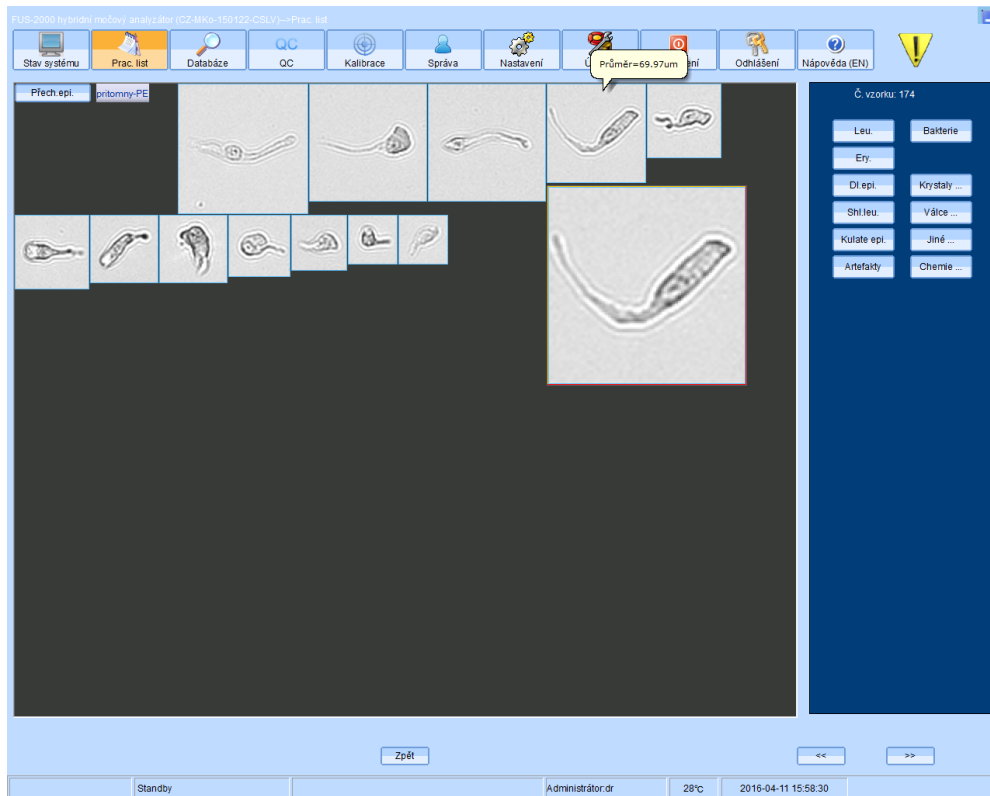 FUS-2000 hybridní močový analyzátor (CZ-MKo-150122-CSLV)-->Prac. list
QC
Stav systému Prac. list Databáze QC Kalibrace Správa Nastavení Odhlášení Nápověda (EN)
Průměr=69.97um
Přech.epi. pritomny-PE
Č. vzorku: 174
Leu. Bakterie
Ery.
Dl.epi. Krystaly ...
Shl.leu. Válce ...
Kulate epi. Jiné ...
Artefakty Chemie ...
Zpět << >>
Standby Administrátor:dr 28°C 2016-04-11 15:58:30